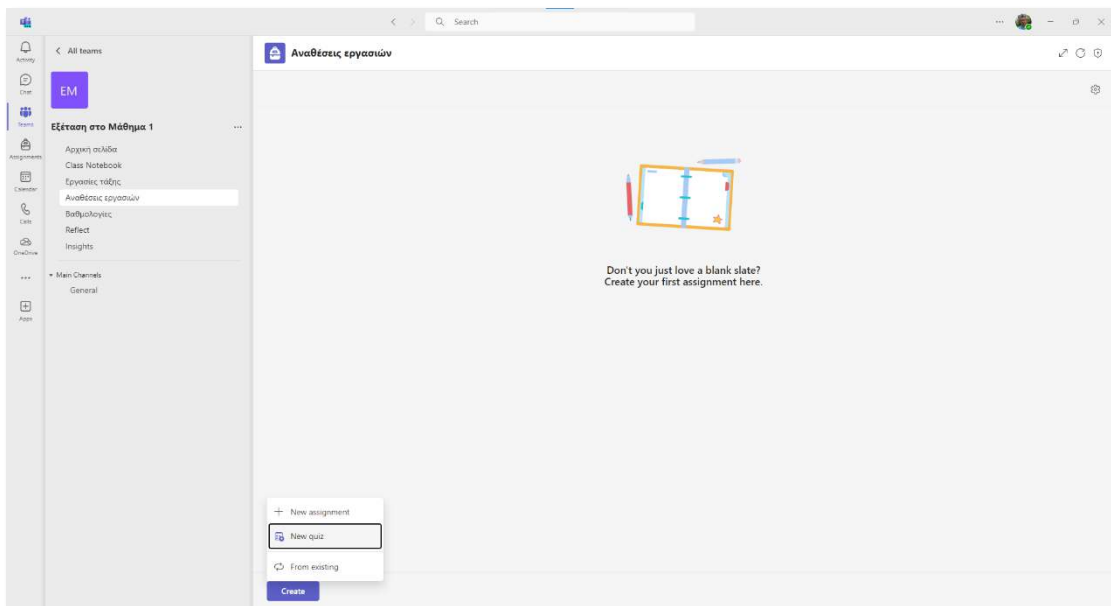 Search
Activity
Chat
Teams
Assignments
Calendar
Calls
OneDrive
Apps
All teams
EM
Εξέταση στο Μάθημα 1
Αρχική σελίδα
Class Notebook
Εργασίες τάξης
Αναθέσεις εργασιών
Βαθμολογίες
Reflect
Insights
Main Channels
General
Αναθέσεις εργασιών
Don't you just love a blank slate?
Create your first assignment here.
New assignment
New quiz
From existing
Create